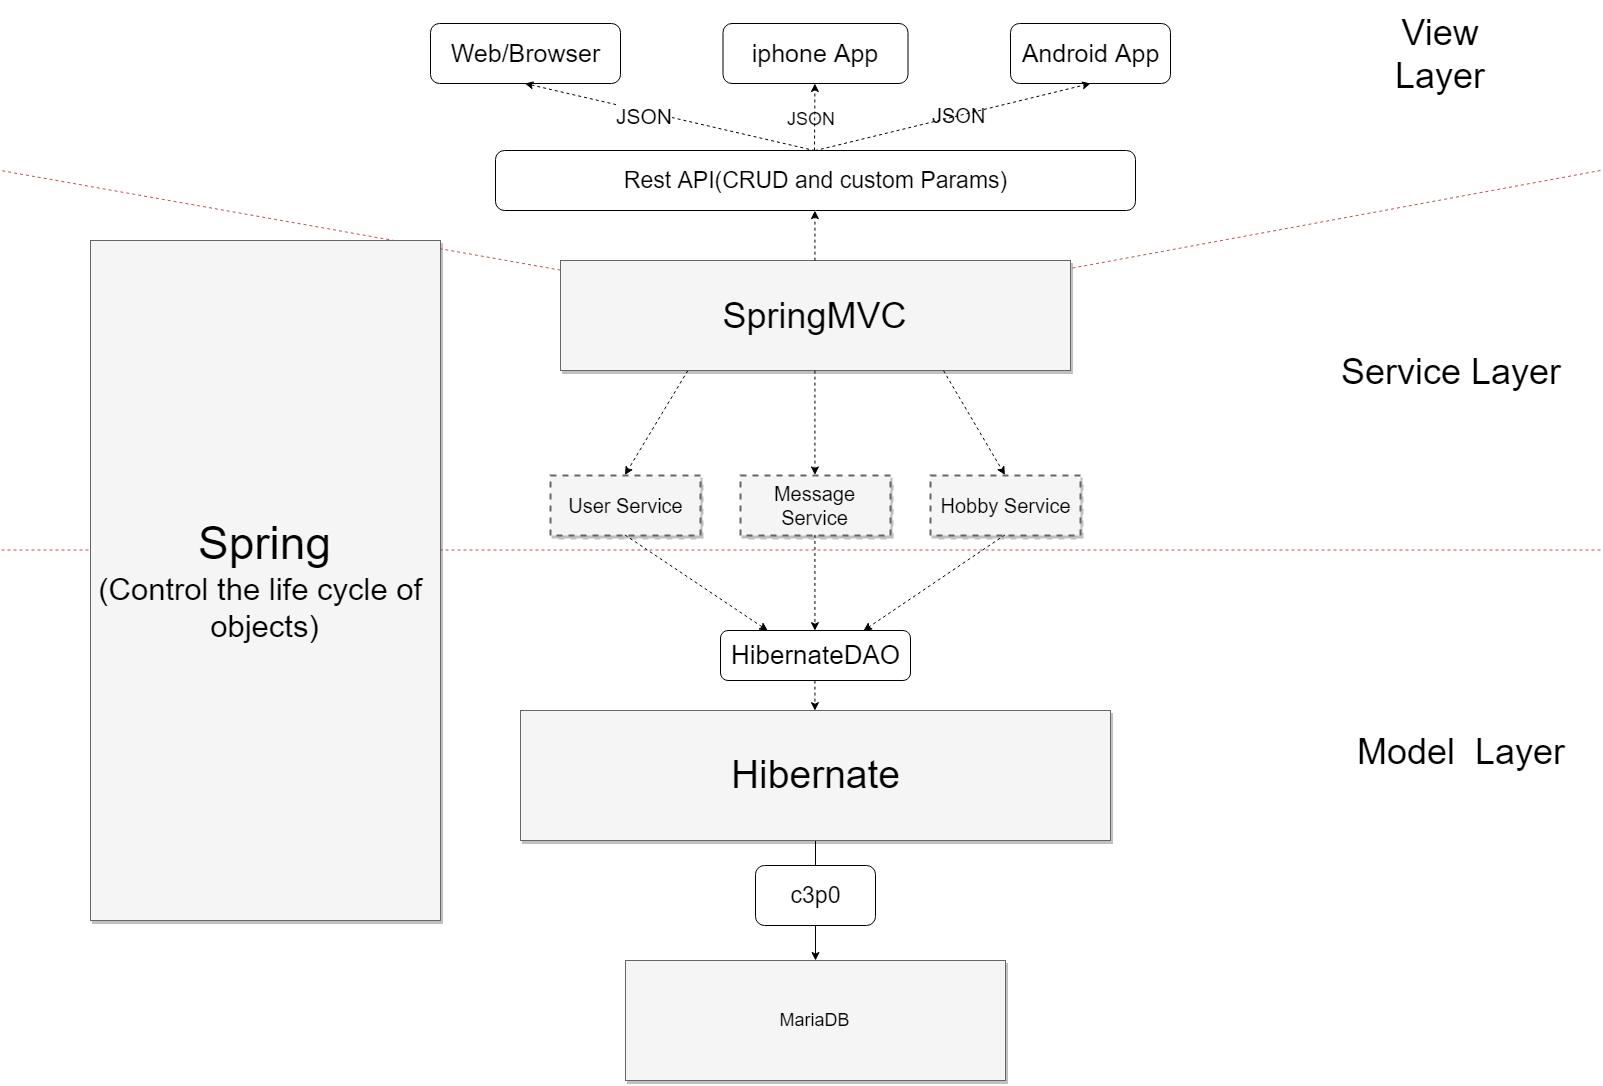 Web/Browser
iphone App
Android App
View
Layer
JSON
JSON
JSON
Rest API(CRUD and custom Params)
SpringMVC
Service Layer
User Service
Message
Service
Hobby Service
Spring
(Control the life cycle of
objects)
HibernateDAO
Hibernate
Model  Layer
c3p0
MariaDB